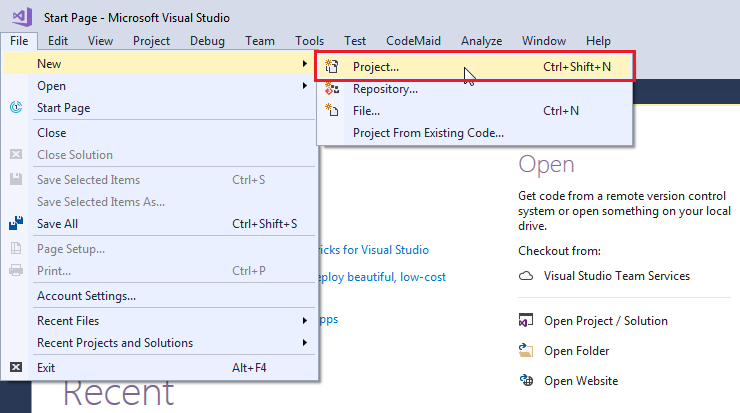 Start Page - Microsoft Visual Studio
File Edit View Project Debug Team Tools Test CodeMaid Analyze Window Help
New
Open
Start Page
Close
Close Solution
Save Selected Items Ctrl+S
Save Selected Items As...
Save All Ctrl+Shift+S
Page Setup...
Print... Ctrl+P
Account Settings...
Recent Files
Recent Projects and Solutions
Exit Alt+F4
Project... Ctrl+Shift+N
Repository...
File... Ctrl+N
Project From Existing Code...
for Visual Studio
beautiful, low-cost
Recent
Open
Get code from a remote version control
system or open something on your local
drive.
Checkout from:
Visual Studio Team Services
Open Project / Solution
Open Folder
Open Website